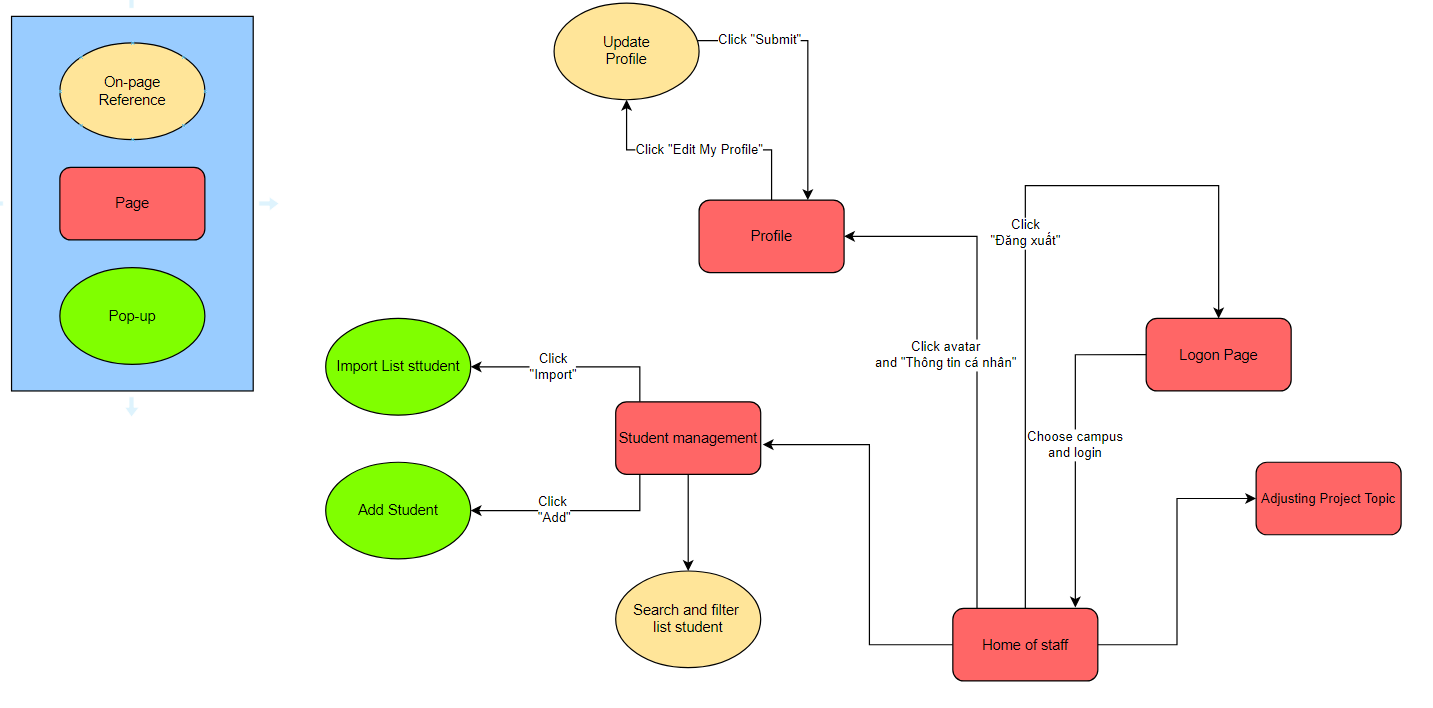 On-page
Reference
Page
Pop-up
Update
Profile
Click "Submit"
Click "Edit My Profile"
Profile
Click
"Đăng xuất"
Click avatar
and "Thông tin cá nhân"
Logon Page
Choose campus
and login
Import List sttudent
Click
"Import"
Student management
Add Student
Click
"Add"
Search and filter
list student
Adjusting Project Topic
Home of staff